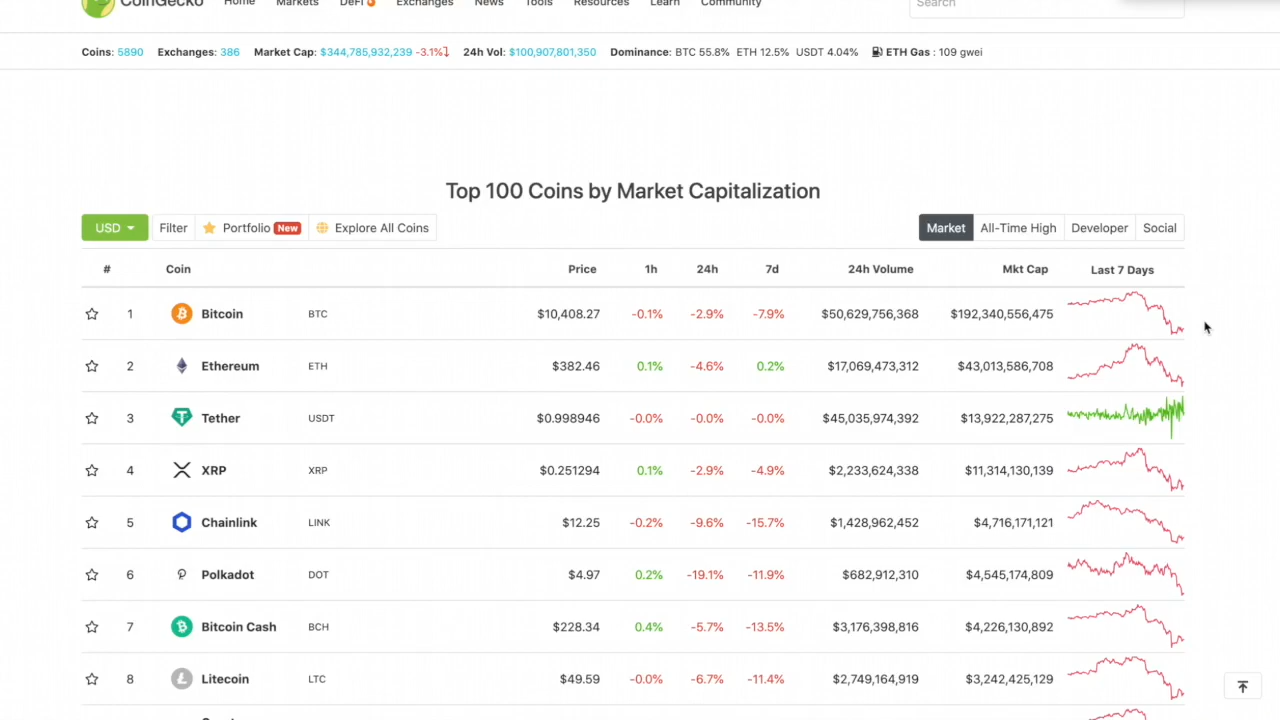 CoinGecko Home Markets DeFi Exchanges News Tools Resources Learn Community Search
Coins: 5890 Exchanges: 386 Market Cap: $344,785,932,239 -3.1% 24h Vol: $100,907,801,350 Dominance: BTC 55.8% ETH 12.5% USDT 4.04% ETH Gas : 109 gwei
Top 100 Coins by Market Capitalization
USD Filter Portfolio New Explore All Coins Market All-Time High Developer Social
# Coin Price 1h 24h 7d 24h Volume Mkt Cap Last 7 Days
1 Bitcoin BTC $10,408.27 -0.1% -2.9% -7.9% $50,629,756,368 $192,340,556,475
2 Ethereum ETH $382.46 0.1% -4.6% 0.2% $17,069,473,312 $43,013,586,708
3 Tether USDT $0.998946 -0.0% -0.0% -0.0% $45,035,974,392 $13,922,287,275
4 XRP XRP $0.251294 0.1% -2.9% -4.9% $2,233,624,338 $11,314,130,139
5 Chainlink LINK $12.25 -0.2% -9.6% -15.7% $1,428,962,452 $4,716,171,121
6 Polkadot DOT $4.97 0.2% -19.1% -11.9% $682,912,310 $4,545,174,809
7 Bitcoin Cash BCH $228.34 0.4% -5.7% -13.5% $3,176,398,816 $4,226,130,892
8 Litecoin LTC $49.59 -0.0% -6.7% -11.4% $2,749,164,919 $3,242,425,129